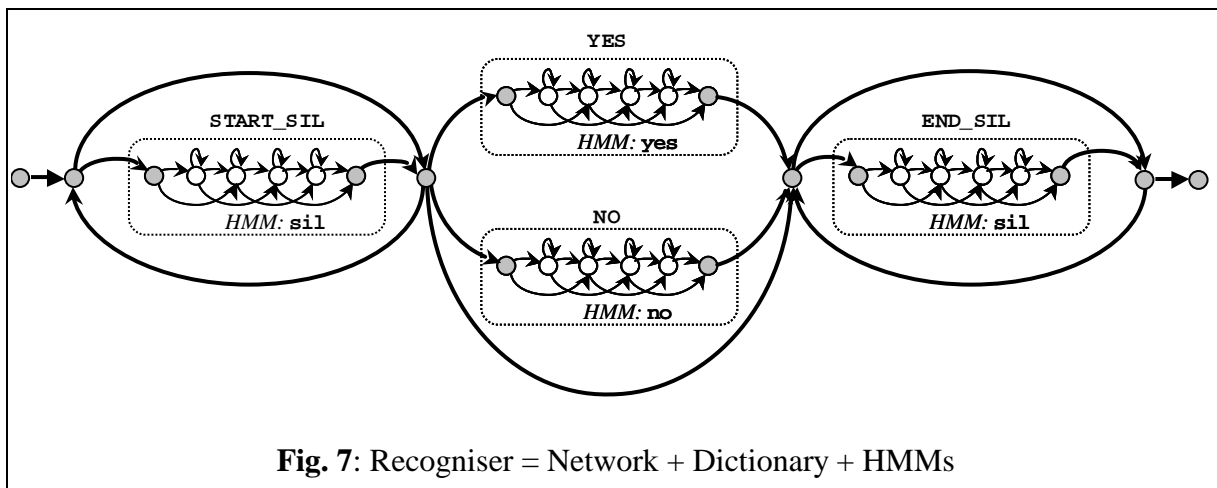 YES
HMM: yes
START_SIL
HMM: sil
NO
HMM: no
END_SIL
HMM: sil
Fig. 7: Recogniser = Network + Dictionary + HMMs